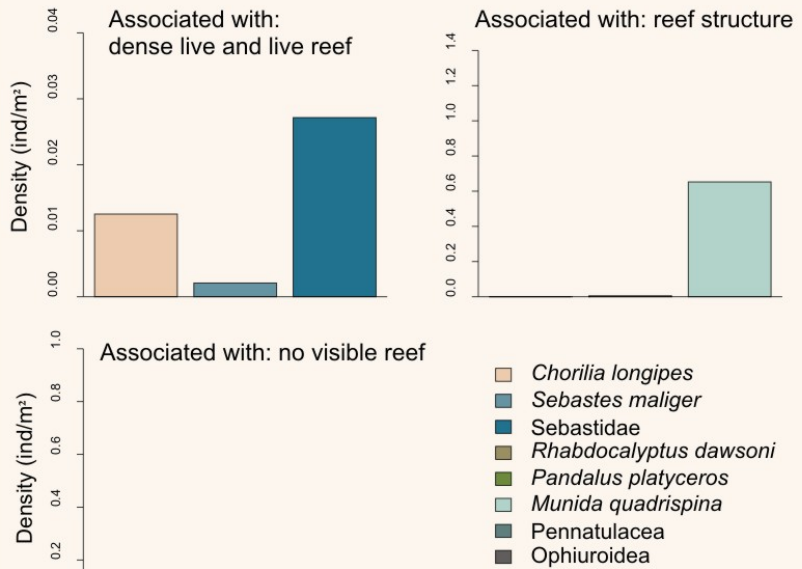 Associated with:
dense live and live reef
Density (ind/m²)
0.04
0.03
0.02
0.01
0.00
Associated with: reef structure
1.4
1.2
1.0
0.8
0.6
0.4
0.2
0.0
Associated with: no visible reef
Density (ind/m²)
1.0
0.8
0.6
0.4
0.2
Chorilia longipes
Sebastes maliger
Sebastidae
Rhabdocalyptus dawsoni
Pandalus platyceros
Munida quadrispina
Pennatulacea
Ophiuroidea